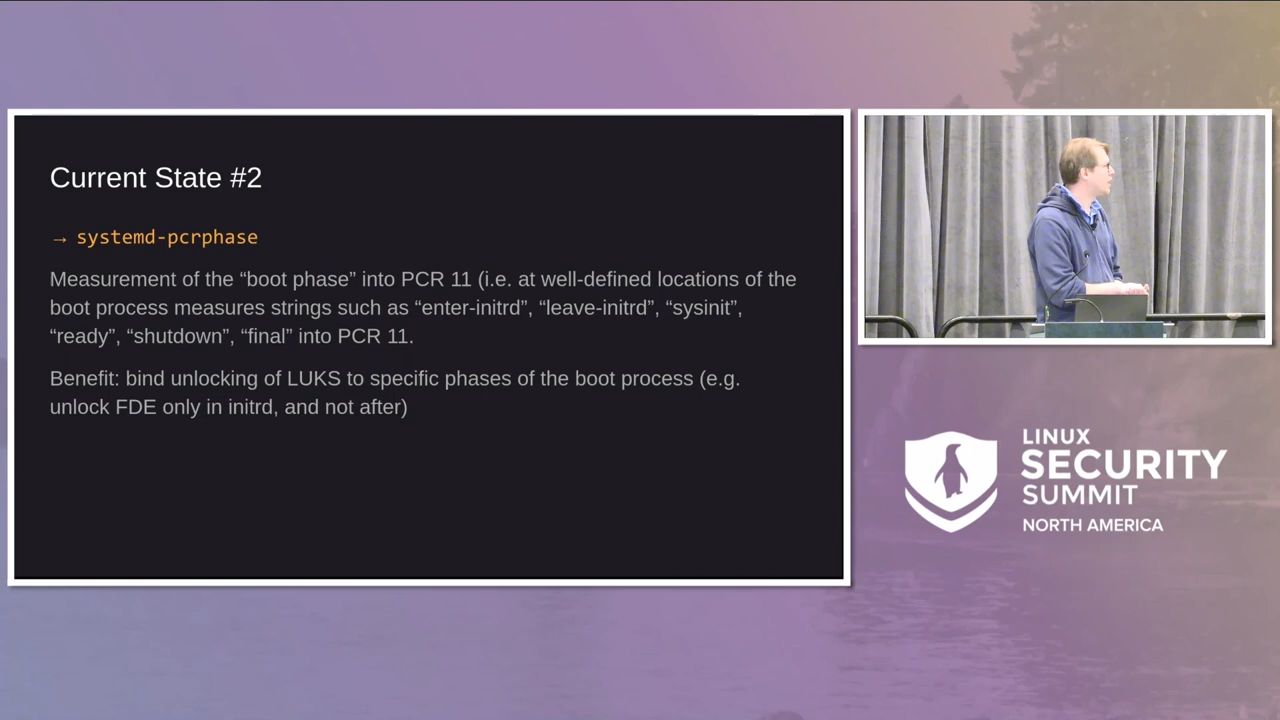 Current State #2
→ systemd-pcrphase
Measurement of the “boot phase” into PCR 11 (i.e. at well-defined locations of the
boot process measures strings such as “enter-initrd”, “leave-initrd”, “sysinit”,
“ready”, “shutdown”, “final” into PCR 11.
Benefit: bind unlocking of LUKS to specific phases of the boot process (e.g.
unlock FDE only in initrd, and not after)
LINUX
SECURITY
SUMMIT
NORTH AMERICA